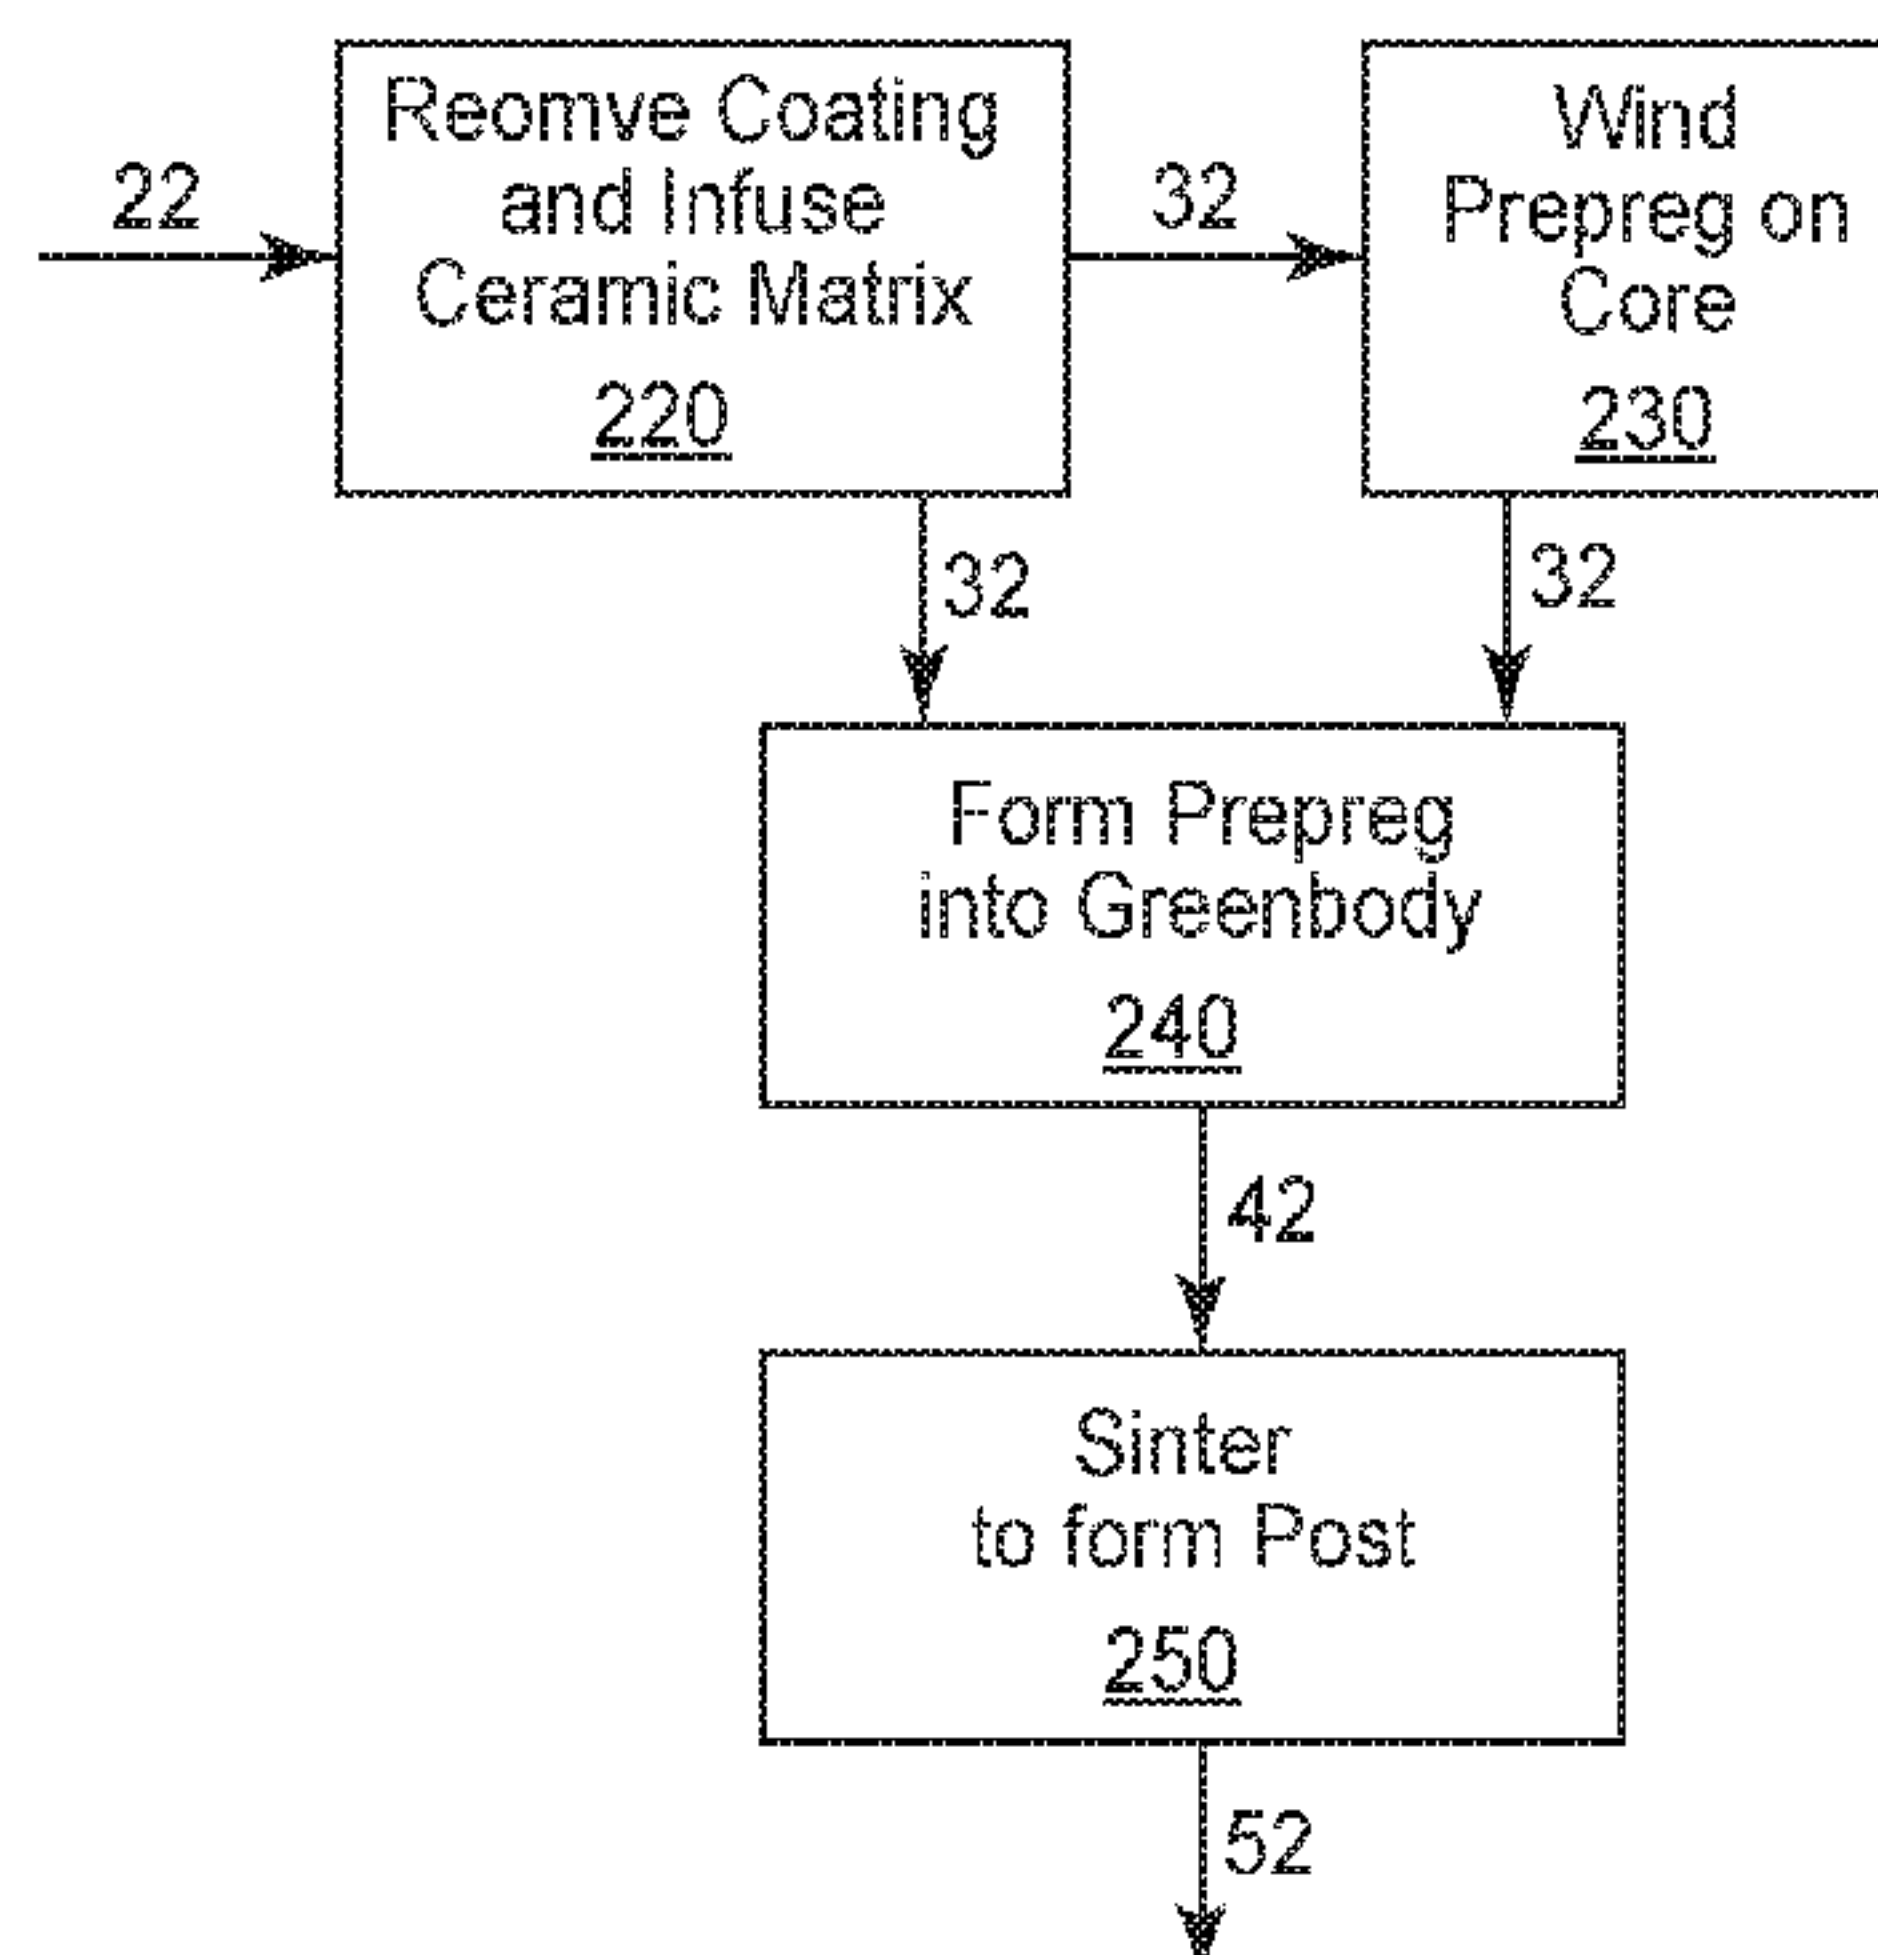 22
Reomve Coating
and Infuse
Ceramic Matrix
220
32
Wind
Prepreg on
Core
230
32
32
Form Prepreg
into Greenbody
240
42
Sinter
to form Post
250
52